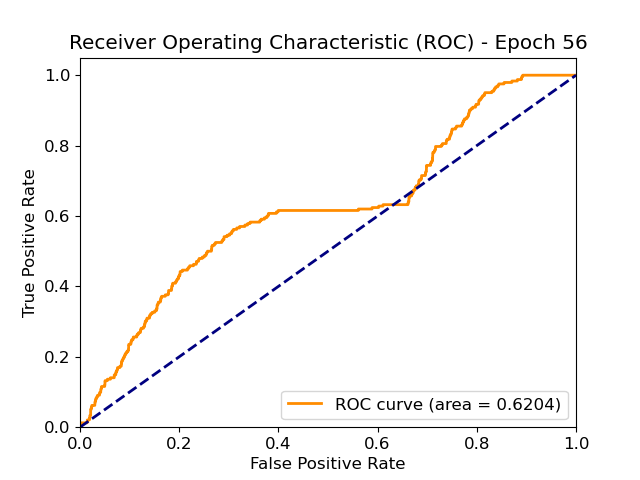 Receiver Operating Characteristic (ROC) - Epoch 56
True Positive Rate
1.0
0.8
0.6
0.4
0.2
0.0
0.0 0.2 0.4 0.6 0.8 1.0
False Positive Rate
ROC curve (area = 0.6204)